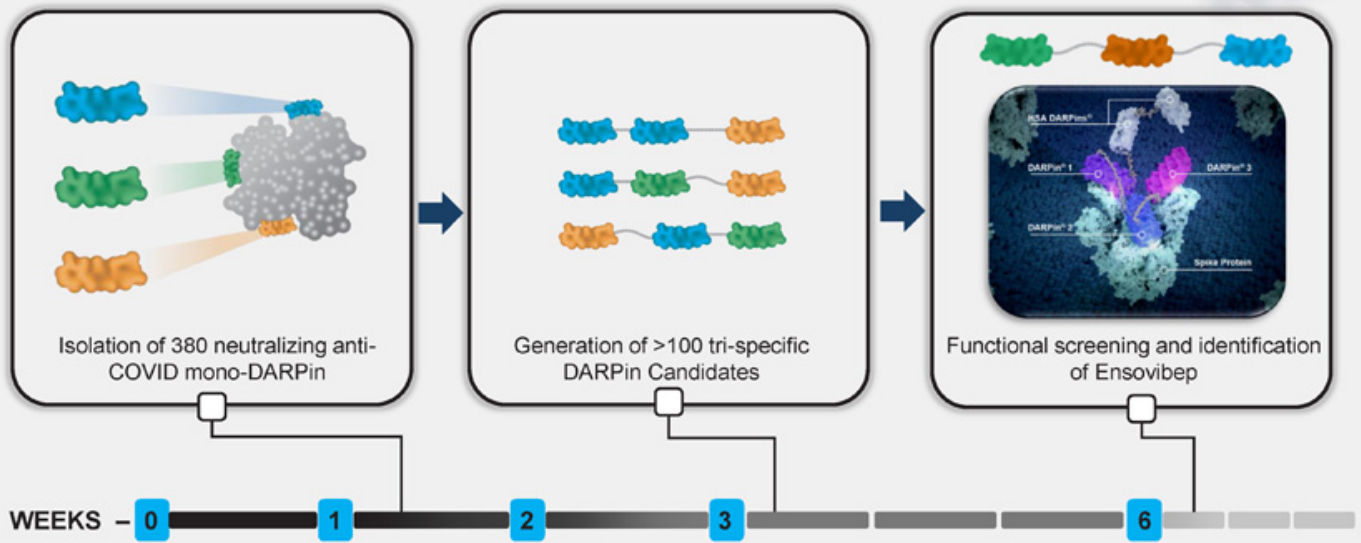 HSA DARPins®
DARPin® 1
DARPin® 3
DARPin® 2
Spike Protein
Isolation of 380 neutralizing anti-
COVID mono-DARPin
Generation of >100 tri-specific
DARPin Candidates
Functional screening and identification
of Ensovibep
WEEKS – 0 1 2 3 6